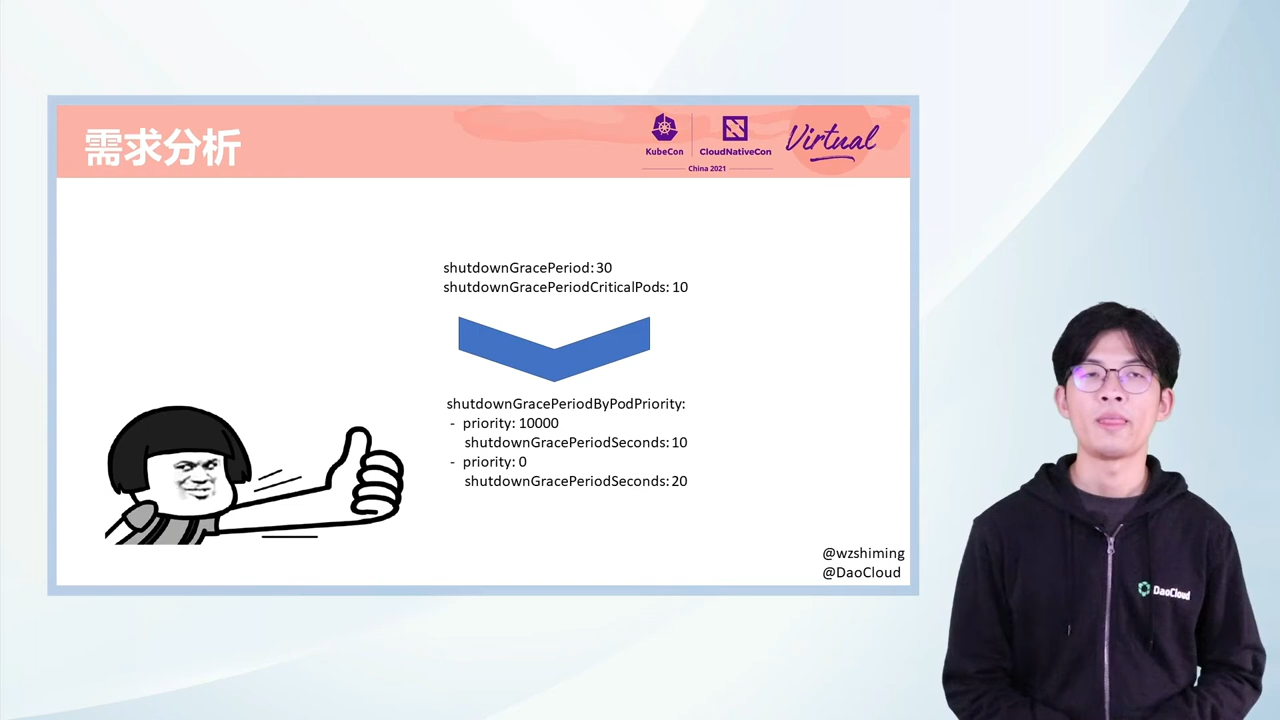 需求分析
KubeCon
CloudNativeCon
Virtual
China 2021
shutdownGracePeriod: 30
shutdownGracePeriodCriticalPods: 10
shutdownGracePeriodByPodPriority:
- priority: 10000
shutdownGracePeriodSeconds: 10
- priority: 0
shutdownGracePeriodSeconds: 20
@wzshiming
@DaoCloud
DaoCloud